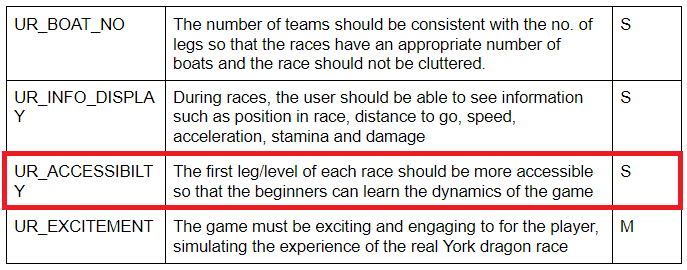 UR_BOAT_NO
The number of teams should be consistent with the no. of
legs so that the races have an appropriate number of
boats and the race should not be cluttered.
S
UR_INFO_DISPLA
Y
During races, the user should be able to see information
such as position in race, distance to go, speed,
acceleration, stamina and damage
S
UR_ACCESSIBILT
Y
The first leg/level of each race should be more accessible
so that the beginners can learn the dynamics of the game
S
UR_EXCITEMENT
The game must be exciting and engaging to for the player,
simulating the experience of the real York dragon race
M